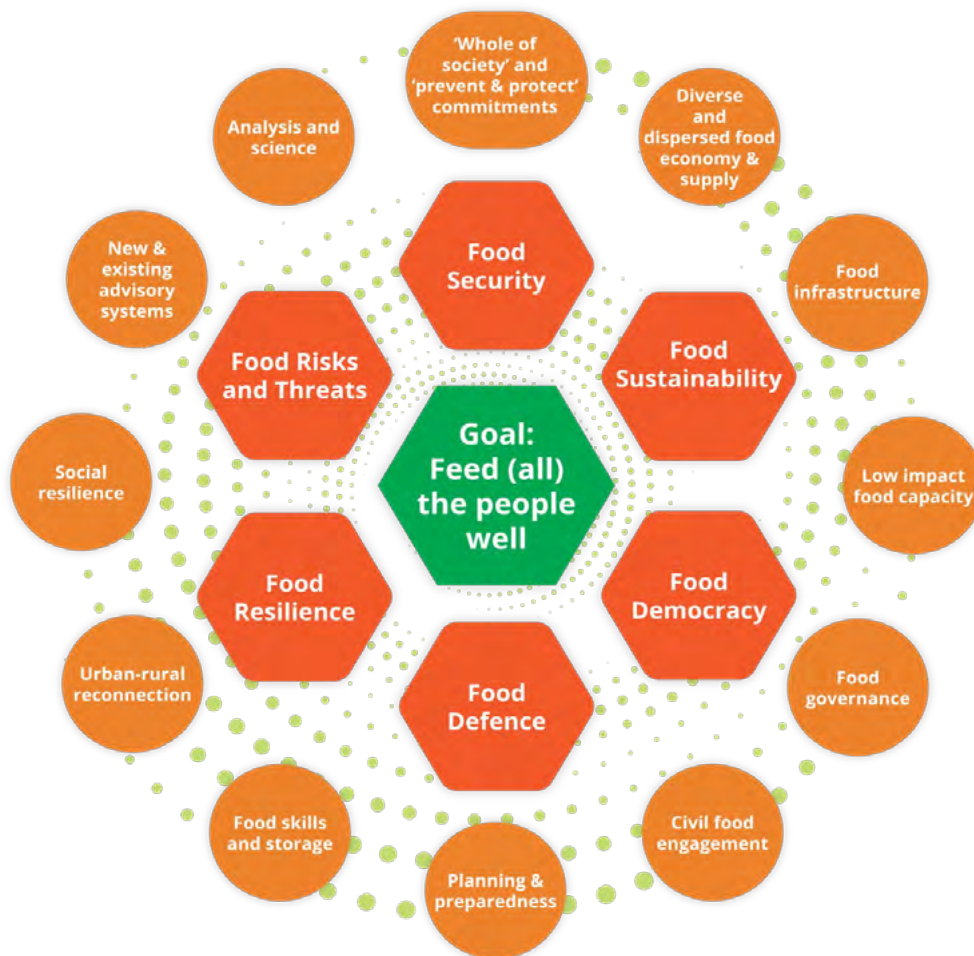 'Whole of
society' and
'prevent & protect'
commitments
Diverse
and
dispersed food
economy &
supply
Food
infrastructure
Low impact
food capacity
Food
governance
Civil food
engagement
Planning &
preparedness
Food skills
and storage
Urban-rural
reconnection
Social
resilience
New &
existing
advisory
systems
Analysis and
science
Food
Security
Food
Sustainability
Food
Democracy
Food
Defence
Food
Resilience
Food Risks
and Threats
Goal:
Feed (all)
the people
well